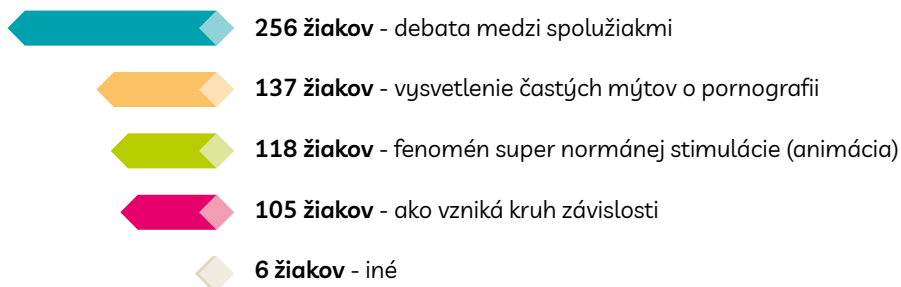 256 žiakov - debata medzi spolužiakmi
137 žiakov - vysvetlenie častých mýtov o pornografii
118 žiakov - fenomén super normánej stimulácie (animácia)
105 žiakov - ako vzniká kruh závislosti
6 žiakov - iné